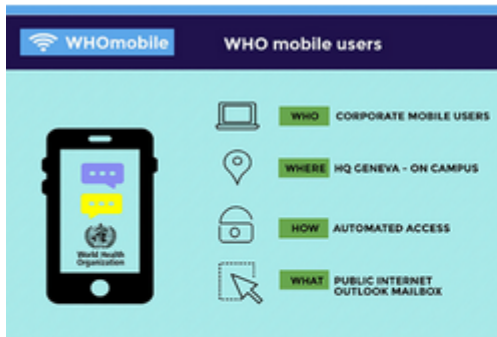 WHOmobile
WHO mobile users
WHO CORPORATE MOBILE USERS
WHERE HQ GENEVA - ON CAMPUS
HOW AUTOMATED ACCESS
WHAT PUBLIC INTERNET
OUTLOOK MAILBOX
World Health
Organization